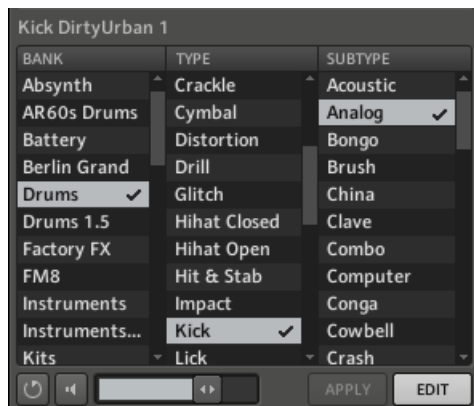 Kick DirtyUrban 1
BANK TYPE SUBTYPE
Absynth Crackle Acoustic
AR60s Drums Cymbal Analog
Battery Distortion Bongo
Berlin Grand Drill Brush
Drums Glitch China
Drums 1.5 Hihat Closed Clave
Factory FX Hihat Open Combo
FM8 Hit & Stab Computer
Instruments Impact Conga
Instruments... Kick Cowbell
Kits Lick Crash
APPLY EDIT